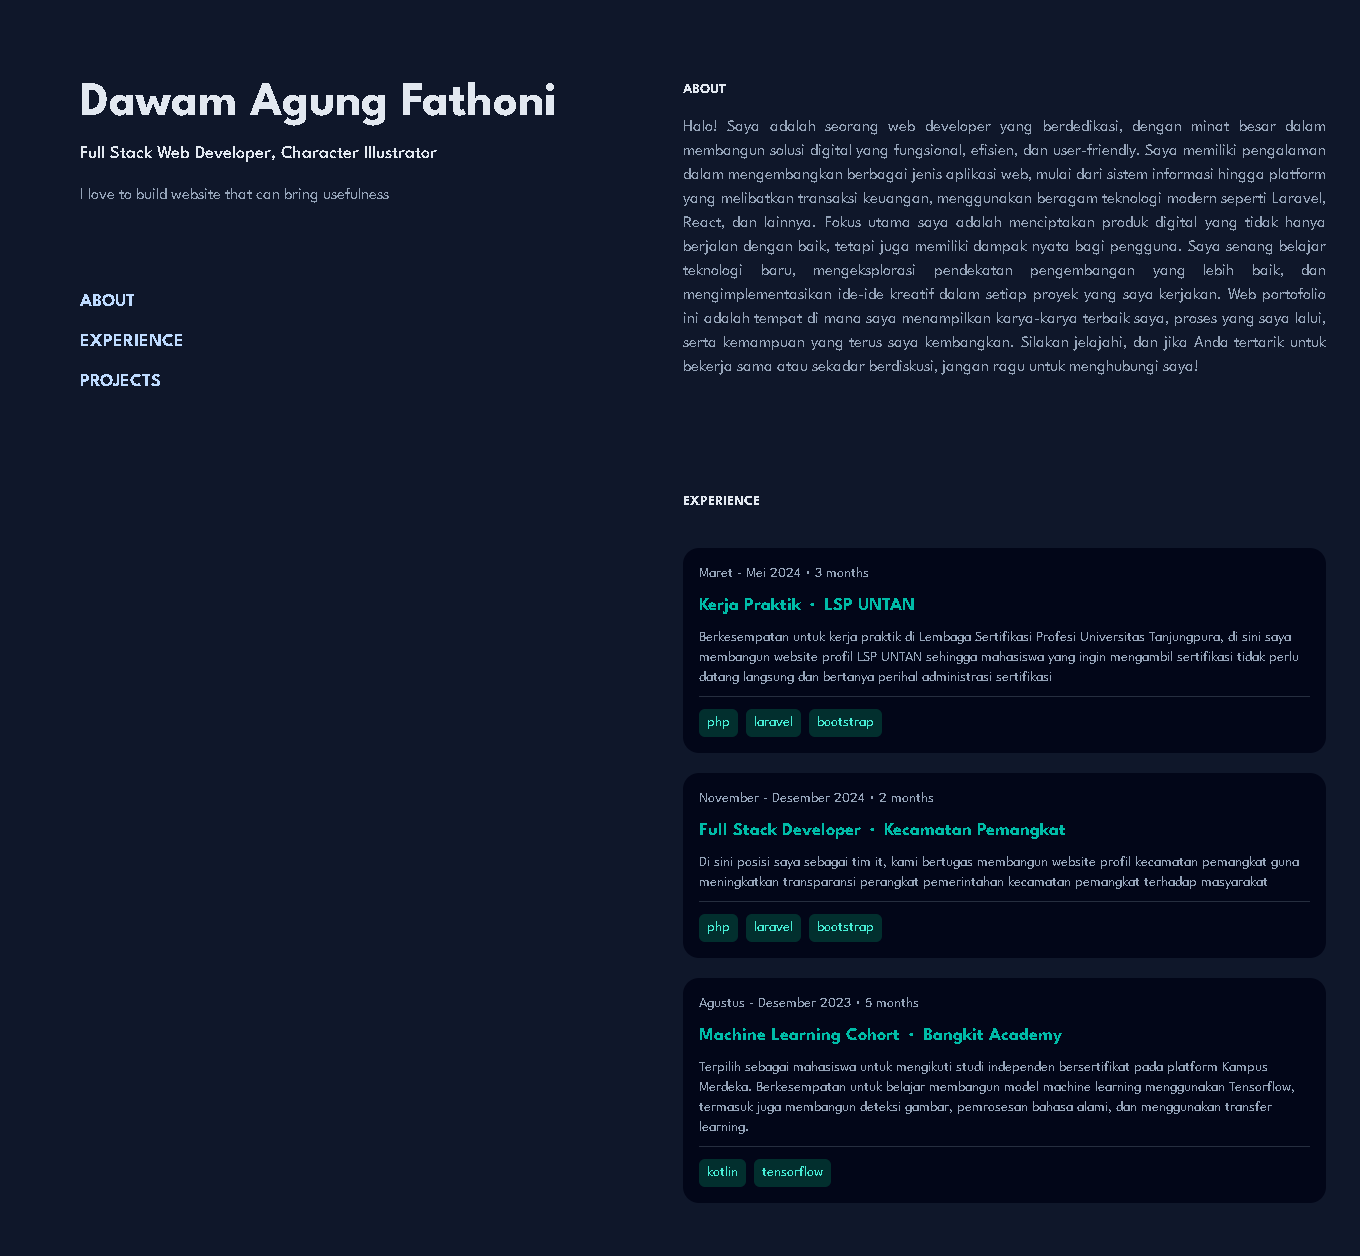 Dawam Agung Fathoni
Full Stack Web Developer, Character Illustrator
I love to build website that can bring usefulness
ABOUT
EXPERIENCE
PROJECTS
ABOUT
Halo! Saya adalah seorang web developer yang berdedikasi, dengan minat besar dalam
membangun solusi digital yang fungsional, efisien, dan user-friendly. Saya memiliki pengalaman
dalam mengembangkan berbagai jenis aplikasi web, mulai dari sistem informasi hingga platform
yang melibatkan transaksi keuangan, menggunakan beragam teknologi modern seperti Laravel,
React, dan lainnya. Fokus utama saya adalah menciptakan produk digital yang tidak hanya
berjalan dengan baik, tetapi juga memiliki dampak nyata bagi pengguna. Saya senang belajar
teknologi baru, mengeksplorasi pendekatan pengembangan yang lebih baik, dan
mengimplementasikan ide-ide kreatif dalam setiap proyek yang saya kerjakan. Web portofolio
ini adalah tempat di mana saya menampilkan karya-karya terbaik saya, proses yang saya lalui,
serta kemampuan yang terus saya kembangkan. Silakan jelajahi, dan jika Anda tertarik untuk
bekerja sama atau sekadar berdiskusi, jangan ragu untuk menghubungi saya!
EXPERIENCE
Maret - Mei 2024 • 3 months
Kerja Praktik • LSP UNTAN
Berkesempatan untuk kerja praktik di Lembaga Sertifikasi Profesi Universitas Tanjungpura, di sini saya
membangun website profil LSP UNTAN sehingga mahasiswa yang ingin mengambil sertifikasi tidak perlu
datang langsung dan bertanya perihal administrasi sertifikasi
php laravel bootstrap
November - Desember 2024 • 2 months
Full Stack Developer • Kecamatan Pemangkat
Di sini posisi saya sebagai tim it, kami bertugas membangun website profil kecamatan pemangkat guna
meningkatkan transparansi perangkat pemerintahan kecamatan pemangkat terhadap masyarakat
php laravel bootstrap
Agustus - Desember 2023 • 5 months
Machine Learning Cohort • Bangkit Academy
Terpilih sebagai mahasiswa untuk mengikuti studi independen bersertifikat pada platform Kampus
Merdeka. Berkesempatan untuk belajar membangun model machine learning menggunakan Tensorflow,
termasuk juga membangun deteksi gambar, pemrosesan bahasa alami, dan menggunakan transfer
learning.
kotlin tensorflow